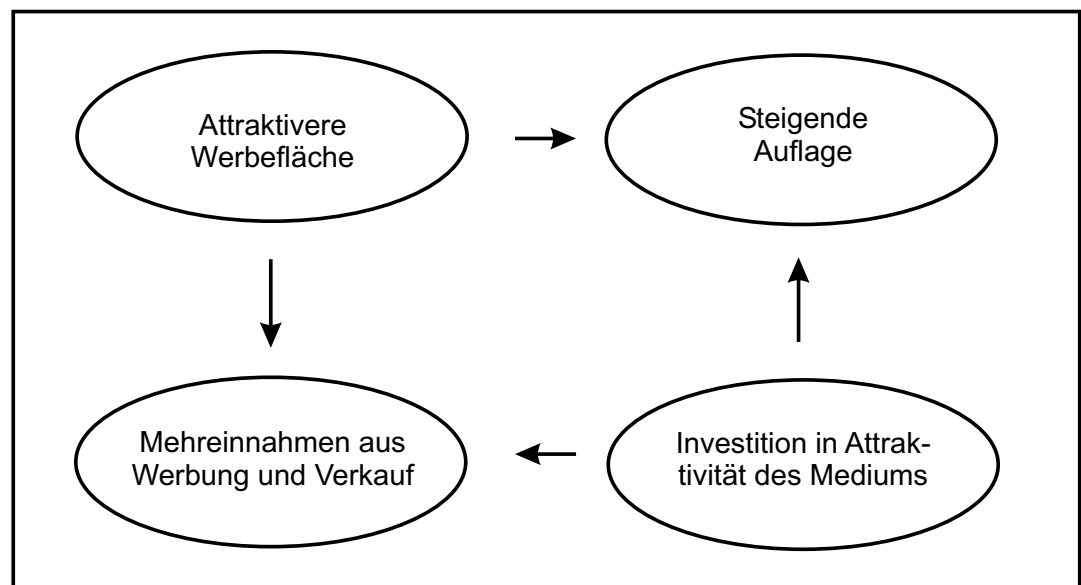 Attraktivere
Werbefläche
Steigende
Auflage
Mehreinnahmen aus
Werbung und Verkauf
Investition in Attrak-
tivität des Mediums